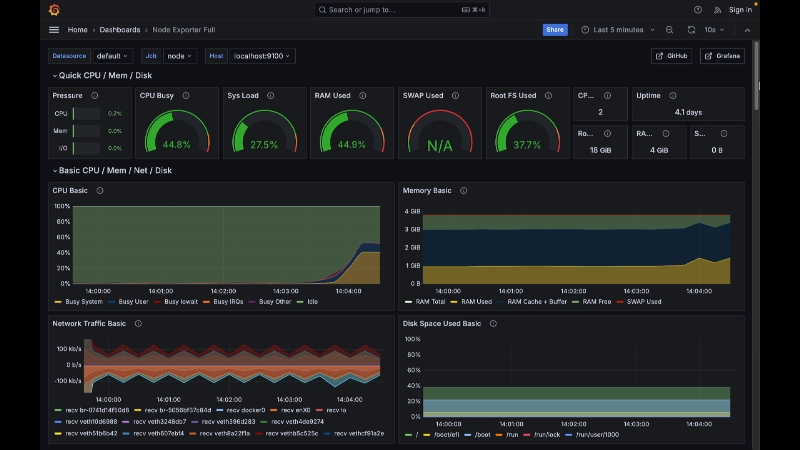 Search or jump to... ⌘+k Sign in
Home › Dashboards › Node Exporter Full Share Last 5 minutes 10s
Datasource default Job node Host localhost:9100 GitHub Grafana
Quick CPU / Mem / Disk
Pressure CPU Busy Sys Load RAM Used SWAP Used Root FS Used CP... Uptime
CPU 0.2%
Mem 0.0%
I/O 0.0%
44.8% 27.5% 44.9% N/A 37.7%
2 4.1 days
Ro... RA... S...
18 GiB 4 GiB 0 B
Basic CPU / Mem / Net / Disk
CPU Basic
100%
80%
60%
40%
20%
0%
14:00:00 14:01:00 14:02:00 14:03:00 14:04:00
Busy System Busy User Busy Iowait Busy IRQs Busy Other Idle
Memory Basic
4 GiB
3 GiB
2 GiB
1 GiB
0 B
14:00:00 14:01:00 14:02:00 14:03:00 14:04:00
RAM Total RAM Used RAM Cache + Buffer RAM Free SWAP Used
Network Traffic Basic
100 kb/s
0 b/s
-100 kb/s
14:00:00 14:01:00 14:02:00 14:03:00 14:04:00
recv br-0741d14f50d8 recv br-5056bf37c84d recv docker0 recv enX0 recv lo
recv veth10d6988 recv veth3248db7 recv veth396d283 recv veth4de9274
recv veth51b6b42 recv veth607ebf4 recv veth8a22f1a recv vethb5c525c recv vethcf91a2e
Disk Space Used Basic
100%
80%
60%
40%
20%
0%
14:00:00 14:01:00 14:02:00 14:03:00 14:04:00
/ /boot/efi /boot /run /run/lock /run/user/1000